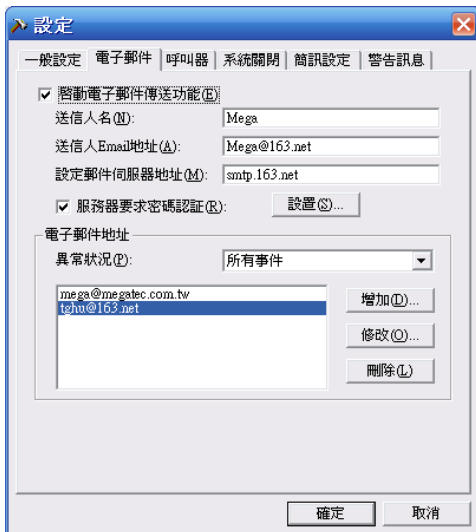 設定
一般設定 電子郵件 呼叫器 系統關閉 簡訊設定 警告訊息
啓動電子郵件傳送功能(E)
送信人名(N): Mega
送信人Email地址(A): Mega@163.net
設定郵件伺服器地址(M): smtp.163.net
服務器要求密碼認証(R): 設置(S)...
電子郵件地址
異常狀況(P): 所有事件
mega@megatec.com.tw
tghu@163.net
增加(D)...
修改(O)...
刪除(L)
確定 取消